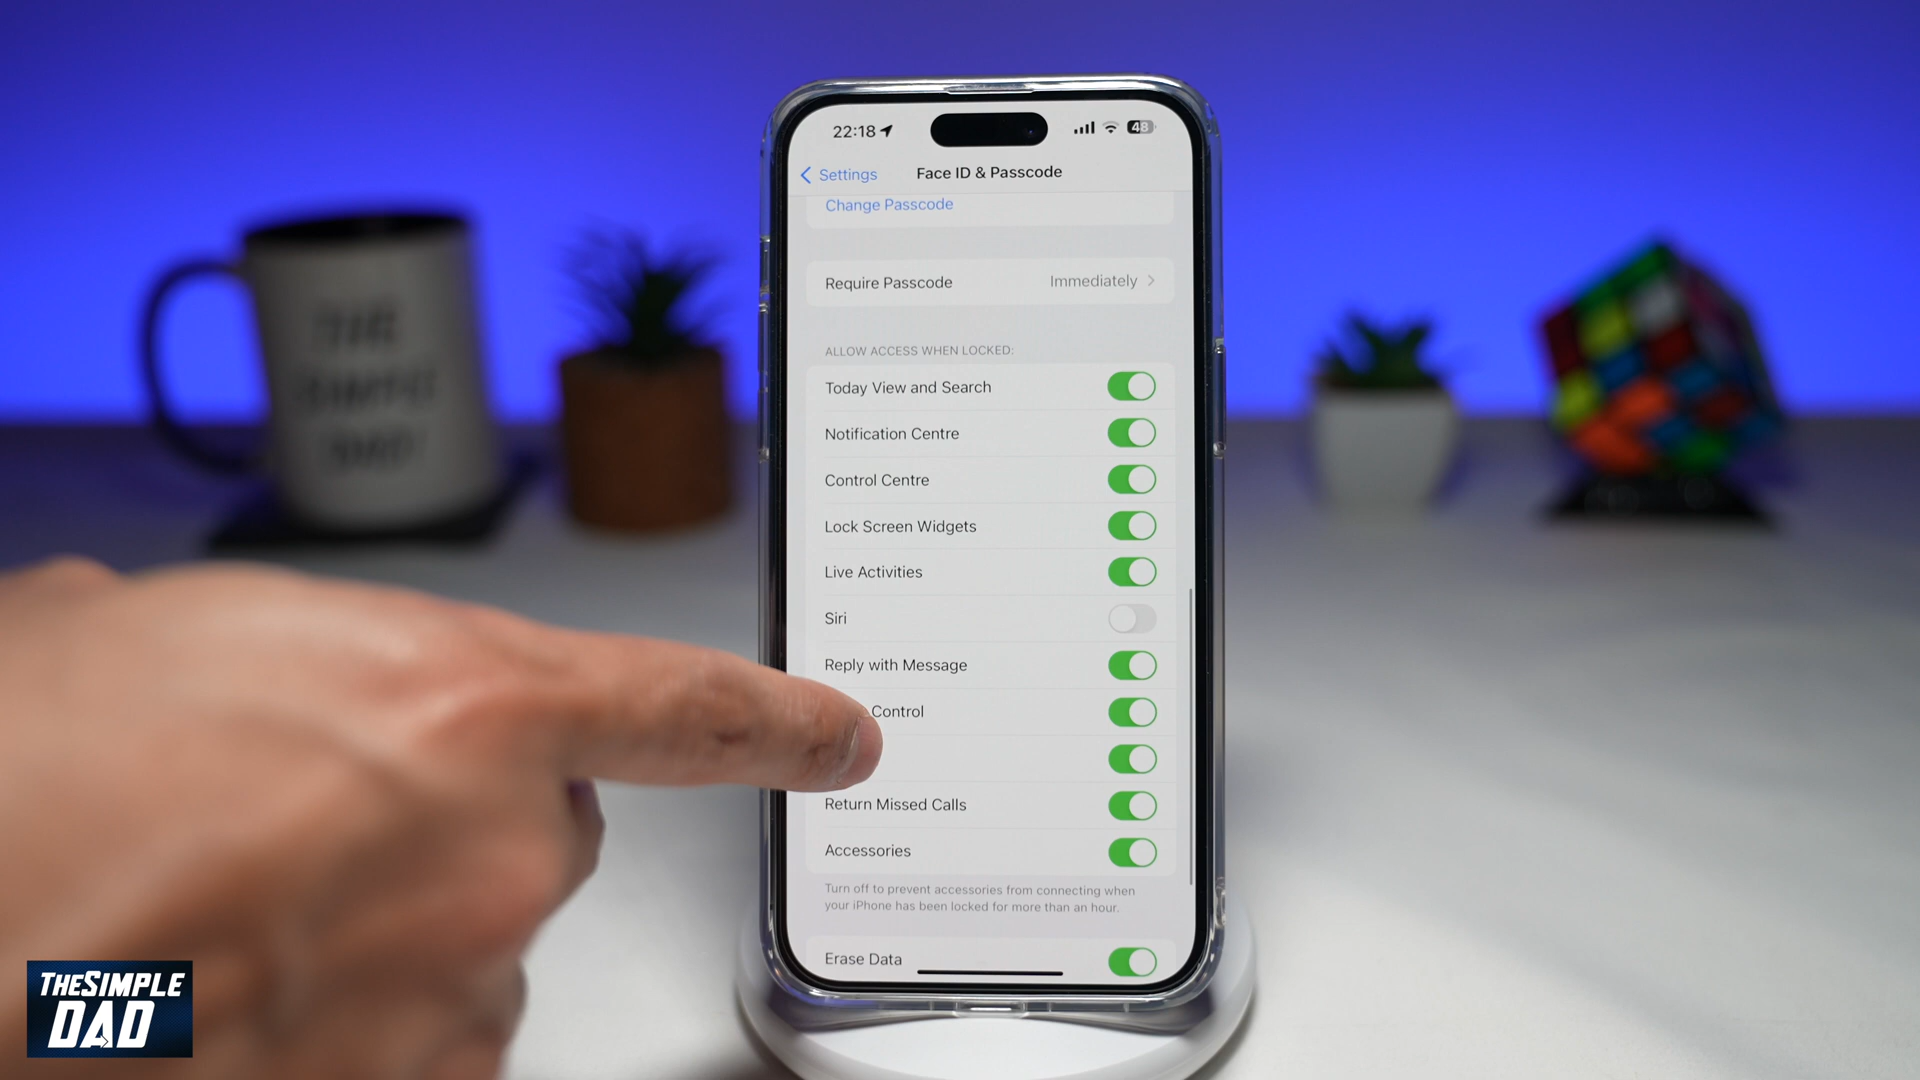 22:18
48
Settings
Face ID & Passcode
Change Passcode
Require Passcode Immediately
ALLOW ACCESS WHEN LOCKED:
Today View and Search
Notification Centre
Control Centre
Lock Screen Widgets
Live Activities
Siri
Reply with Message
Control
Return Missed Calls
Accessories
Turn off to prevent accessories from connecting when
your iPhone has been locked for more than an hour.
Erase Data
THE
SIMPLE
DAD
THESIMPLE
DAD